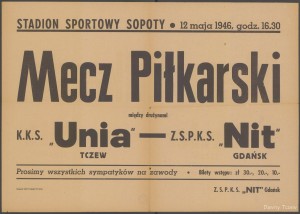 STADION SPORTOWY SOPOTY • 12 maja 1946, godz. 16.30
Mecz Piłkarski
między drużynami
K.K.S. „Unia" — Z.S.P.K.S. „Nit"
TCZEW GDAŃSK
Prosimy wszystkich sympatyków na zawody • Bilety wstępu: zł 30.-, 20.-, 10.-
Z.S.P.K.S. „NIT" Gdańsk